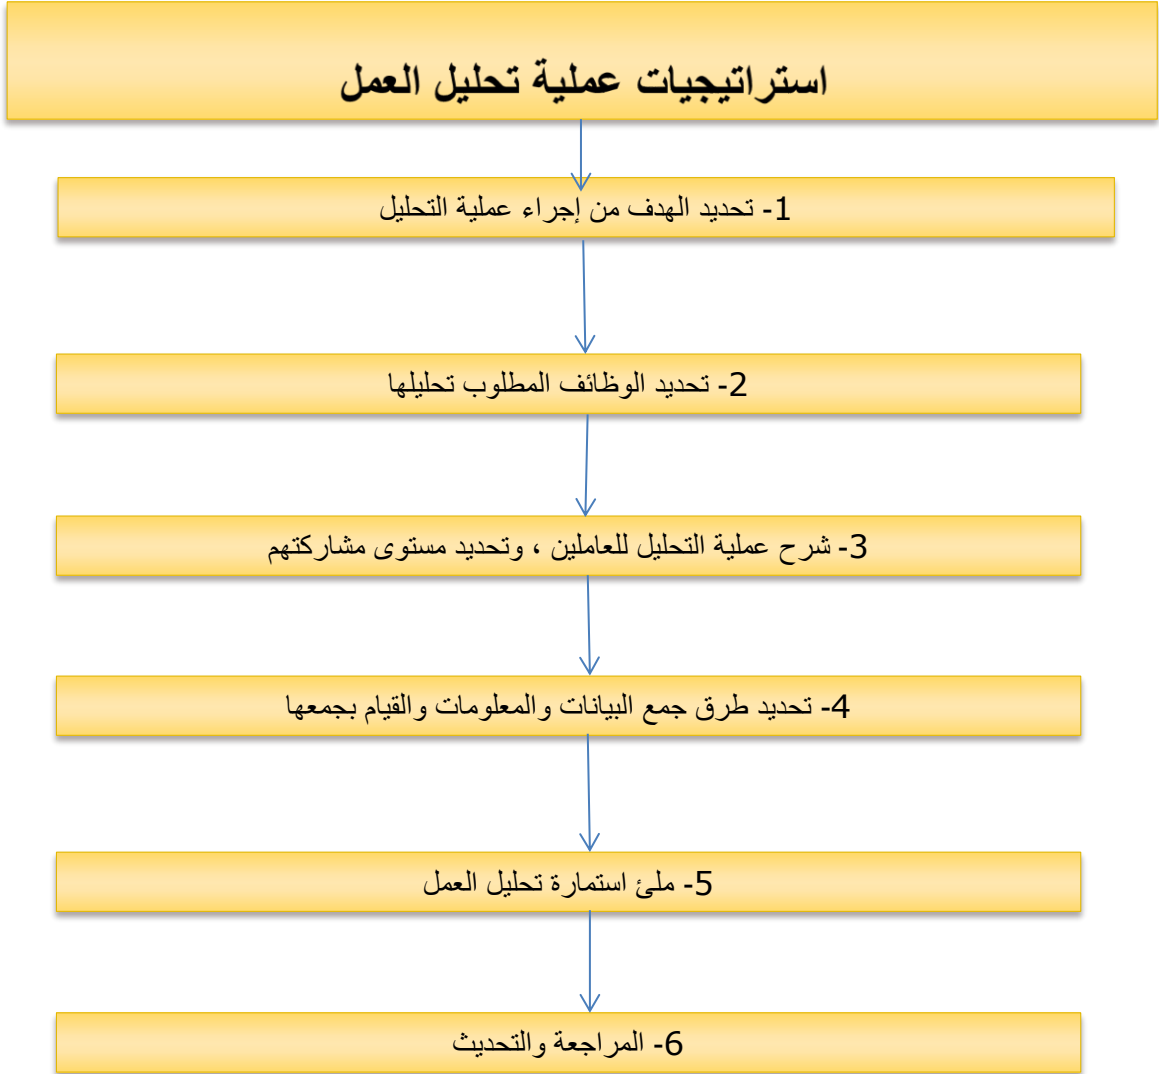 استراتيجيات عملية تحليل العمل
1- تحديد الهدف من إجراء عملية التحليل
2- تحديد الوظائف المطلوب تحليلها
3- شرح عملية التحليل للعاملين ، وتحديد مستوى مشاركتهم
4- تحديد طرق جمع البيانات والمعلومات والقيام بجمعها
5- ملئ استمارة تحليل العمل
6- المراجعة والتحديث